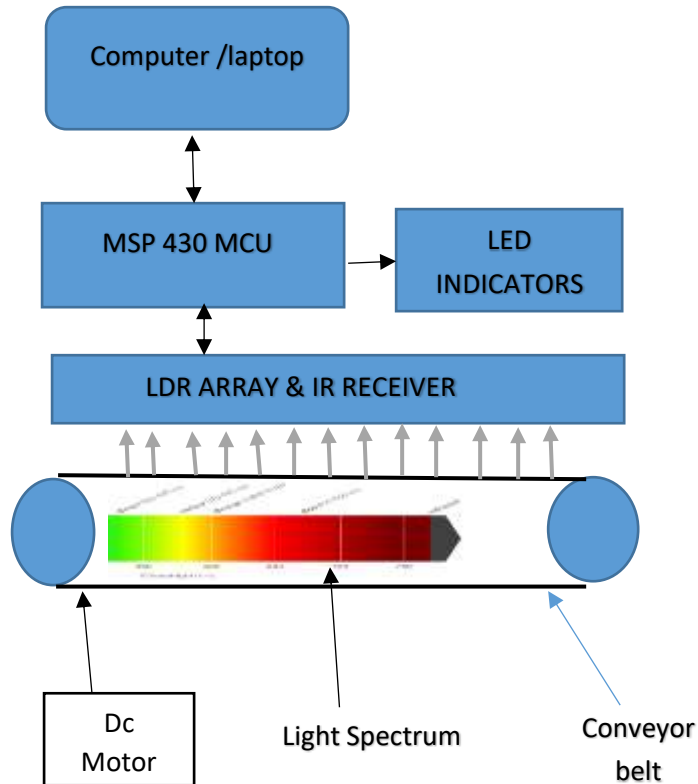 Computer /laptop
MSP 430 MCU
LED
INDICATORS
LDR ARRAY & IR RECEIVER
Dc
Motor
Light Spectrum
Conveyor
belt